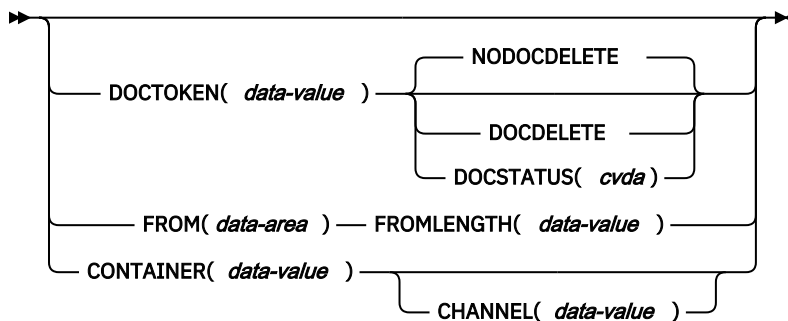 NODOCDELETE
DOCTOKEN( data-value )
DOCDELETE
DOCSTATUS( cvda )
FROM( data-area ) FROMLENGTH( data-value )
CONTAINER( data-value )
CHANNEL( data-value )